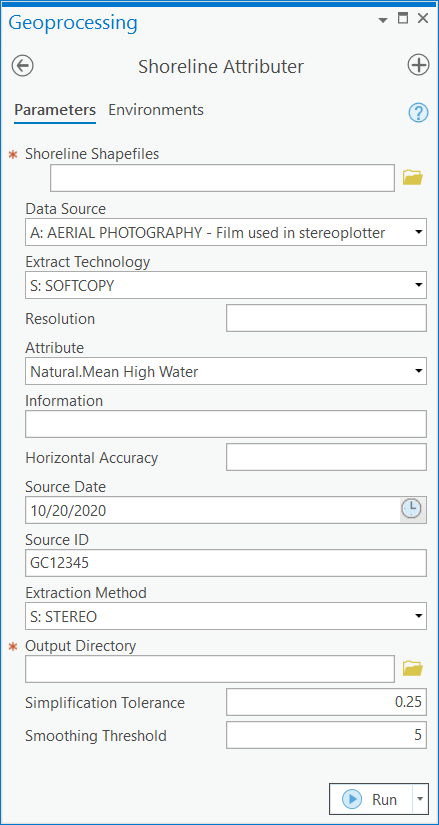 Geoprocessing
Shoreline Attributer
Parameters Environments
* Shoreline Shapefiles
Data Source
A: AERIAL PHOTOGRAPHY - Film used in stereoplotter
Extract Technology
S: SOFTCOPY
Resolution
Attribute
Natural.Mean High Water
Information
Horizontal Accuracy
Source Date
10/20/2020
Source ID
GC12345
Extraction Method
S: STEREO
* Output Directory
Simplification Tolerance 0.25
Smoothing Threshold 5
Run